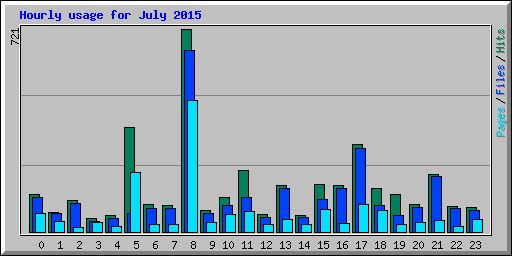 Hourly usage for July 2015
721
Pages / Files / Hits
0 1 2 3 4 5 6 7 8 9 10 11 12 13 14 15 16 17 18 19 20 21 22 23